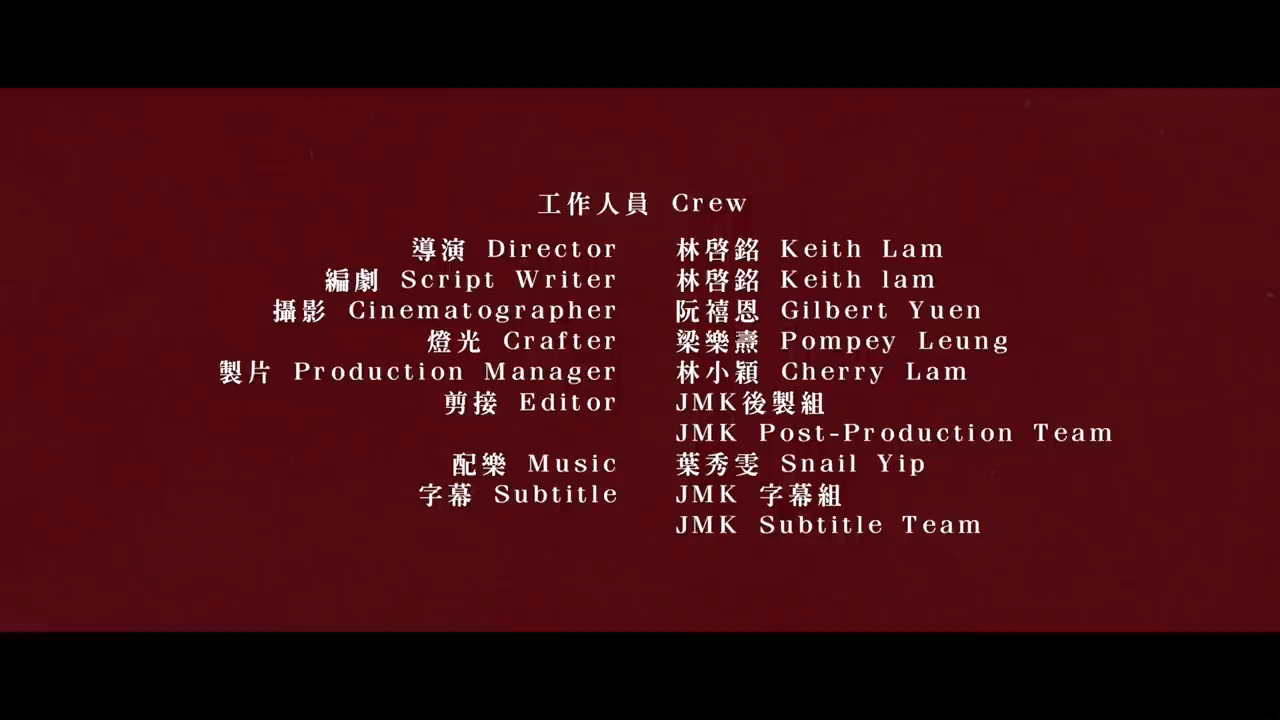 工作人員 Crew
導演 Director 林啓銘 Keith Lam
編劇 Script Writer 林啓銘 Keith lam
攝影 Cinematographer 阮禧恩 Gilbert Yuen
燈光 Crafter 梁樂燾 Pompey Leung
製片 Production Manager 林小穎 Cherry Lam
剪接 Editor JMK後製組
JMK Post-Production Team
配樂 Music 葉秀雯 Snail Yip
字幕 Subtitle JMK 字幕組
JMK Subtitle Team